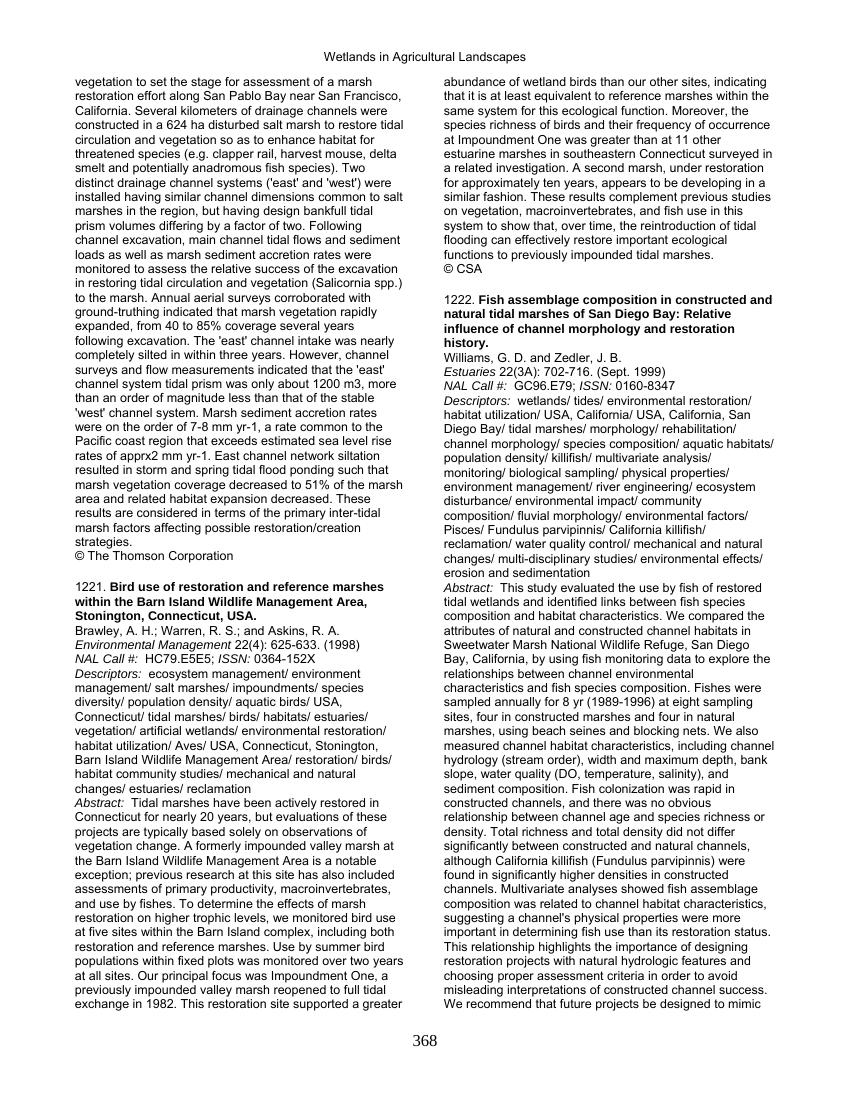 Wetlands in Agricultural Landscapes
vegetation to set the stage for assessment of a marsh
restoration effort along San Pablo Bay near San Francisco,
California. Several kilometers of drainage channels were
constructed in a 624 ha disturbed salt marsh to restore tidal
circulation and vegetation so as to enhance habitat for
threatened species (e.g. clapper rail, harvest mouse, delta
smelt and potentially anadromous fish species). Two
distinct drainage channel systems ('east' and 'west') were
installed having similar channel dimensions common to salt
marshes in the region, but having design bankfull tidal
prism volumes differing by a factor of two. Following
channel excavation, main channel tidal flows and sediment
loads as well as marsh sediment accretion rates were
monitored to assess the relative success of the excavation
in restoring tidal circulation and vegetation (Salicornia spp.)
to the marsh. Annual aerial surveys corroborated with
ground-truthing indicated that marsh vegetation rapidly
expanded, from 40 to 85% coverage several years
following excavation. The 'east' channel intake was nearly
completely silted in within three years. However, channel
surveys and flow measurements indicated that the 'east'
channel system tidal prism was only about 1200 m3, more
than an order of magnitude less than that of the stable
'west' channel system. Marsh sediment accretion rates
were on the order of 7-8 mm yr-1, a rate common to the
Pacific coast region that exceeds estimated sea level rise
rates of apprx2 mm yr-1. East channel network siltation
resulted in storm and spring tidal flood ponding such that
marsh vegetation coverage decreased to 51% of the marsh
area and related habitat expansion decreased. These
results are considered in terms of the primary inter-tidal
marsh factors affecting possible restoration/creation
strategies.
© The Thomson Corporation
1221. Bird use of restoration and reference marshes
within the Barn Island Wildlife Management Area,
Stonington, Connecticut, USA.
Brawley, A. H.; Warren, R. S.; and Askins, R. A.
Environmental Management 22(4): 625-633. (1998)
NAL Call #: HC79.E5E5; ISSN: 0364-152X
Descriptors: ecosystem management/ environment
management/ salt marshes/ impoundments/ species
diversity/ population density/ aquatic birds/ USA,
Connecticut/ tidal marshes/ birds/ habitats/ estuaries/
vegetation/ artificial wetlands/ environmental restoration/
habitat utilization/ Aves/ USA, Connecticut, Stonington,
Barn Island Wildlife Management Area/ restoration/ birds/
habitat community studies/ mechanical and natural
changes/ estuaries/ reclamation
Abstract: Tidal marshes have been actively restored in
Connecticut for nearly 20 years, but evaluations of these
projects are typically based solely on observations of
vegetation change. A formerly impounded valley marsh at
the Barn Island Wildlife Management Area is a notable
exception; previous research at this site has also included
assessments of primary productivity, macroinvertebrates,
and use by fishes. To determine the effects of marsh
restoration on higher trophic levels, we monitored bird use
at five sites within the Barn Island complex, including both
restoration and reference marshes. Use by summer bird
populations within fixed plots was monitored over two years
at all sites. Our principal focus was Impoundment One, a
previously impounded valley marsh reopened to full tidal
exchange in 1982. This restoration site supported a greater
abundance of wetland birds than our other sites, indicating
that it is at least equivalent to reference marshes within the
same system for this ecological function. Moreover, the
species richness of birds and their frequency of occurrence
at Impoundment One was greater than at 11 other
estuarine marshes in southeastern Connecticut surveyed in
a related investigation. A second marsh, under restoration
for approximately ten years, appears to be developing in a
similar fashion. These results complement previous studies
on vegetation, macroinvertebrates, and fish use in this
system to show that, over time, the reintroduction of tidal
flooding can effectively restore important ecological
functions to previously impounded tidal marshes.
© CSA
1222. Fish assemblage composition in constructed and
natural tidal marshes of San Diego Bay: Relative
influence of channel morphology and restoration
history.
Williams, G. D. and Zedler, J. B.
Estuaries 22(3A): 702-716. (Sept. 1999)
NAL Call #: GC96.E79; ISSN: 0160-8347
Descriptors: wetlands/ tides/ environmental restoration/
habitat utilization/ USA, California/ USA, California, San
Diego Bay/ tidal marshes/ morphology/ rehabilitation/
channel morphology/ species composition/ aquatic habitats/
population density/ killifish/ multivariate analysis/
monitoring/ biological sampling/ physical properties/
environment management/ river engineering/ ecosystem
disturbance/ environmental impact/ community
composition/ fluvial morphology/ environmental factors/
Pisces/ Fundulus parvipinnis/ California killifish/
reclamation/ water quality control/ mechanical and natural
changes/ multi-disciplinary studies/ environmental effects/
erosion and sedimentation
Abstract: This study evaluated the use by fish of restored
tidal wetlands and identified links between fish species
composition and habitat characteristics. We compared the
attributes of natural and constructed channel habitats in
Sweetwater Marsh National Wildlife Refuge, San Diego
Bay, California, by using fish monitoring data to explore the
relationships between channel environmental
characteristics and fish species composition. Fishes were
sampled annually for 8 yr (1989-1996) at eight sampling
sites, four in constructed marshes and four in natural
marshes, using beach seines and blocking nets. We also
measured channel habitat characteristics, including channel
hydrology (stream order), width and maximum depth, bank
slope, water quality (DO, temperature, salinity), and
sediment composition. Fish colonization was rapid in
constructed channels, and there was no obvious
relationship between channel age and species richness or
density. Total richness and total density did not differ
significantly between constructed and natural channels,
although California killifish (Fundulus parvipinnis) were
found in significantly higher densities in constructed
channels. Multivariate analyses showed fish assemblage
composition was related to channel habitat characteristics,
suggesting a channel's physical properties were more
important in determining fish use than its restoration status.
This relationship highlights the importance of designing
restoration projects with natural hydrologic features and
choosing proper assessment criteria in order to avoid
misleading interpretations of constructed channel success.
We recommend that future projects be designed to mimic
368